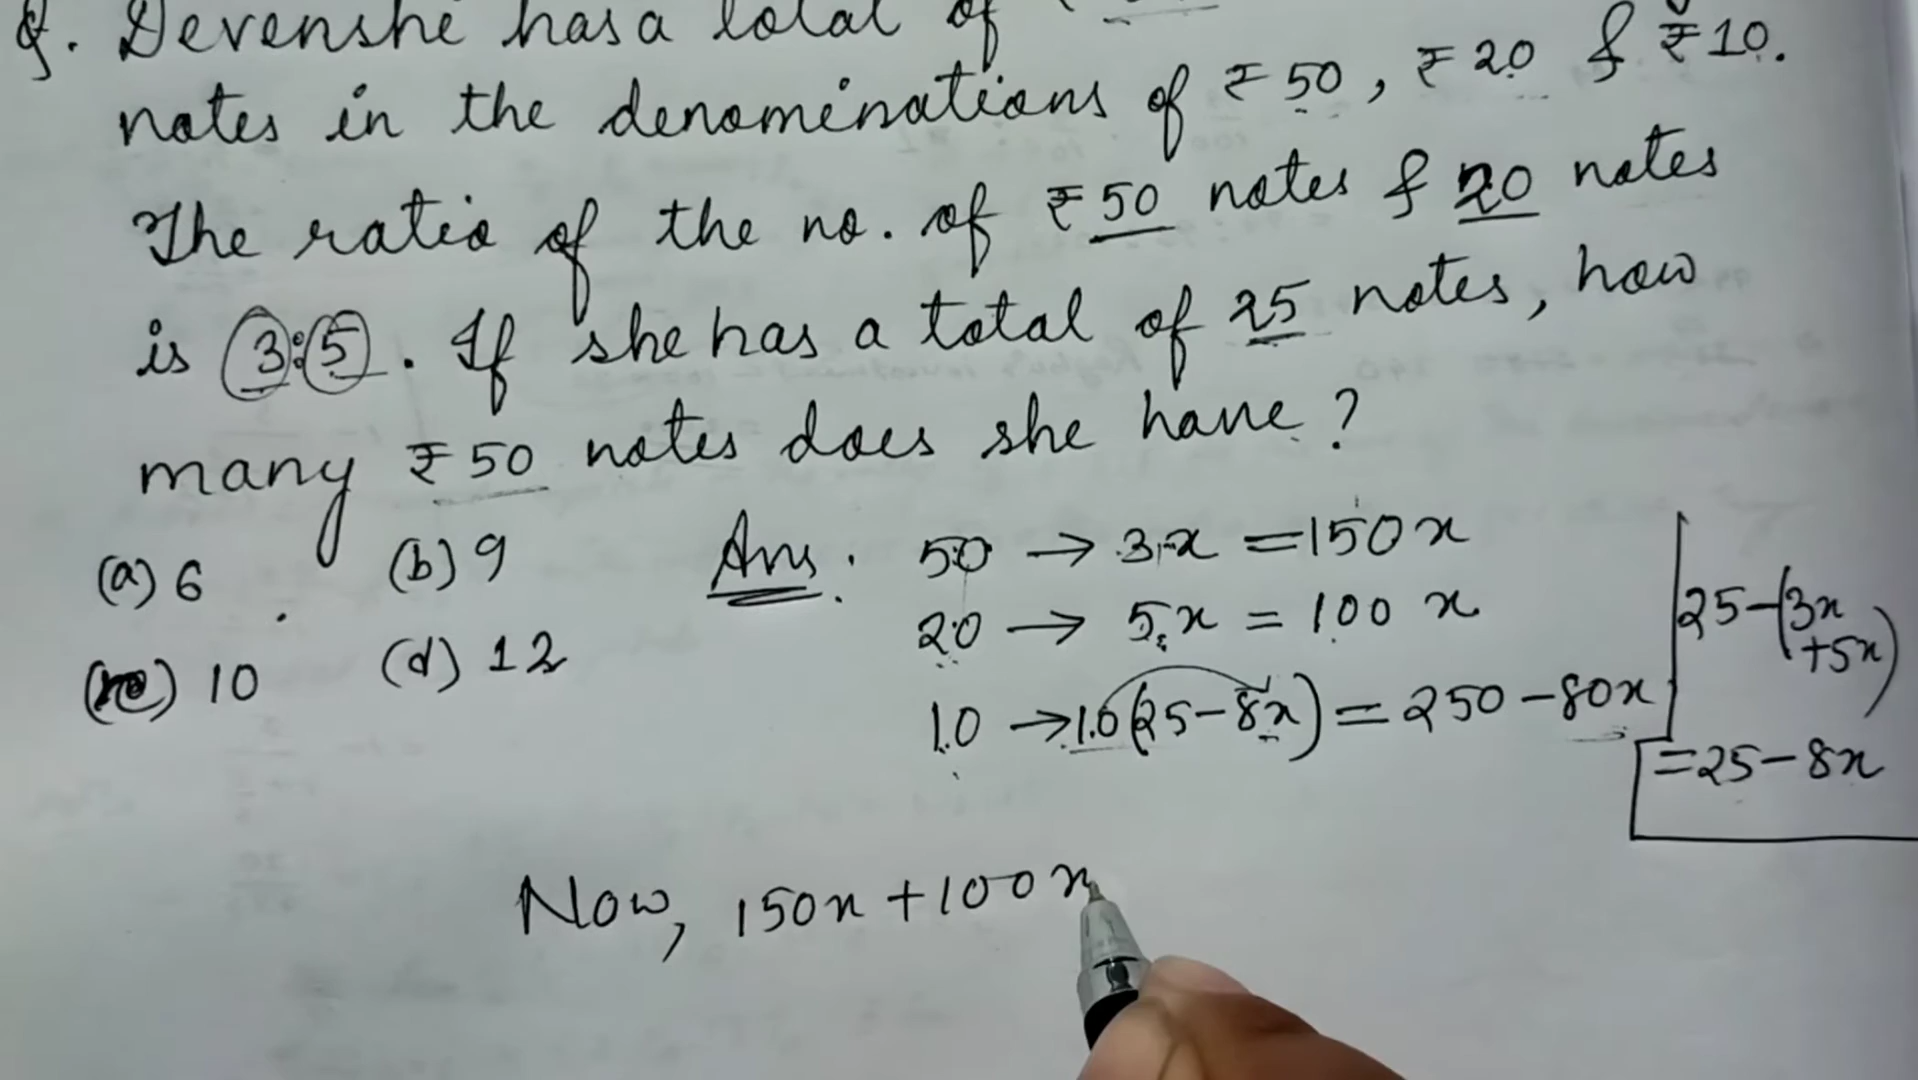 Q. Devenshi has a total of ₹
notes in the denominations of ₹50, ₹20 & ₹10.
The ratio of the no. of ₹50 notes & 20 notes
is 3:5. If she has a total of 25 notes, how
many ₹50 notes does she have?
(a) 6 (b) 9
(c) 10 (d) 12
Ans. 50 → 3x = 150x
20 → 5x = 100x
10 → 10(25-8x) = 250-80x
25-(3x
+5x)
=25-8x
Now, 150x + 100x